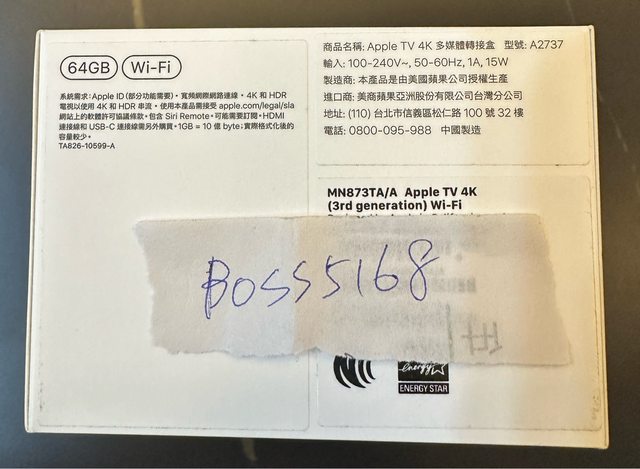 64GB Wi-Fi
系統需求:Apple ID(部分功能需要)。寬頻網際網路連線。4K 和 HDR
電視以使用 4K 和 HDR 串流。使用本產品需接受 apple.com/legal/sla
網站上的軟體許可協議條款。包含 Siri Remote。可能需要訂閱。HDMI
連接線和 USB-C 連接線需另外購買。1GB = 10 億 byte;實際格式化後的
容量較少。
TA826-10599-A
商品名稱: Apple TV 4K 多媒體轉接盒 型號: A2737
輸入: 100-240V~, 50-60Hz, 1A, 15W
製造商: 本產品是由美國蘋果公司授權生產
進口商: 美商蘋果亞洲股份有限公司台灣分公司
地址: (110) 台北市信義區松仁路 100 號 32 樓
電話: 0800-095-988 中國製造
MN873TA/A Apple TV 4K
(3rd generation) Wi-Fi
BOSS5168
energy
ENERGY STAR